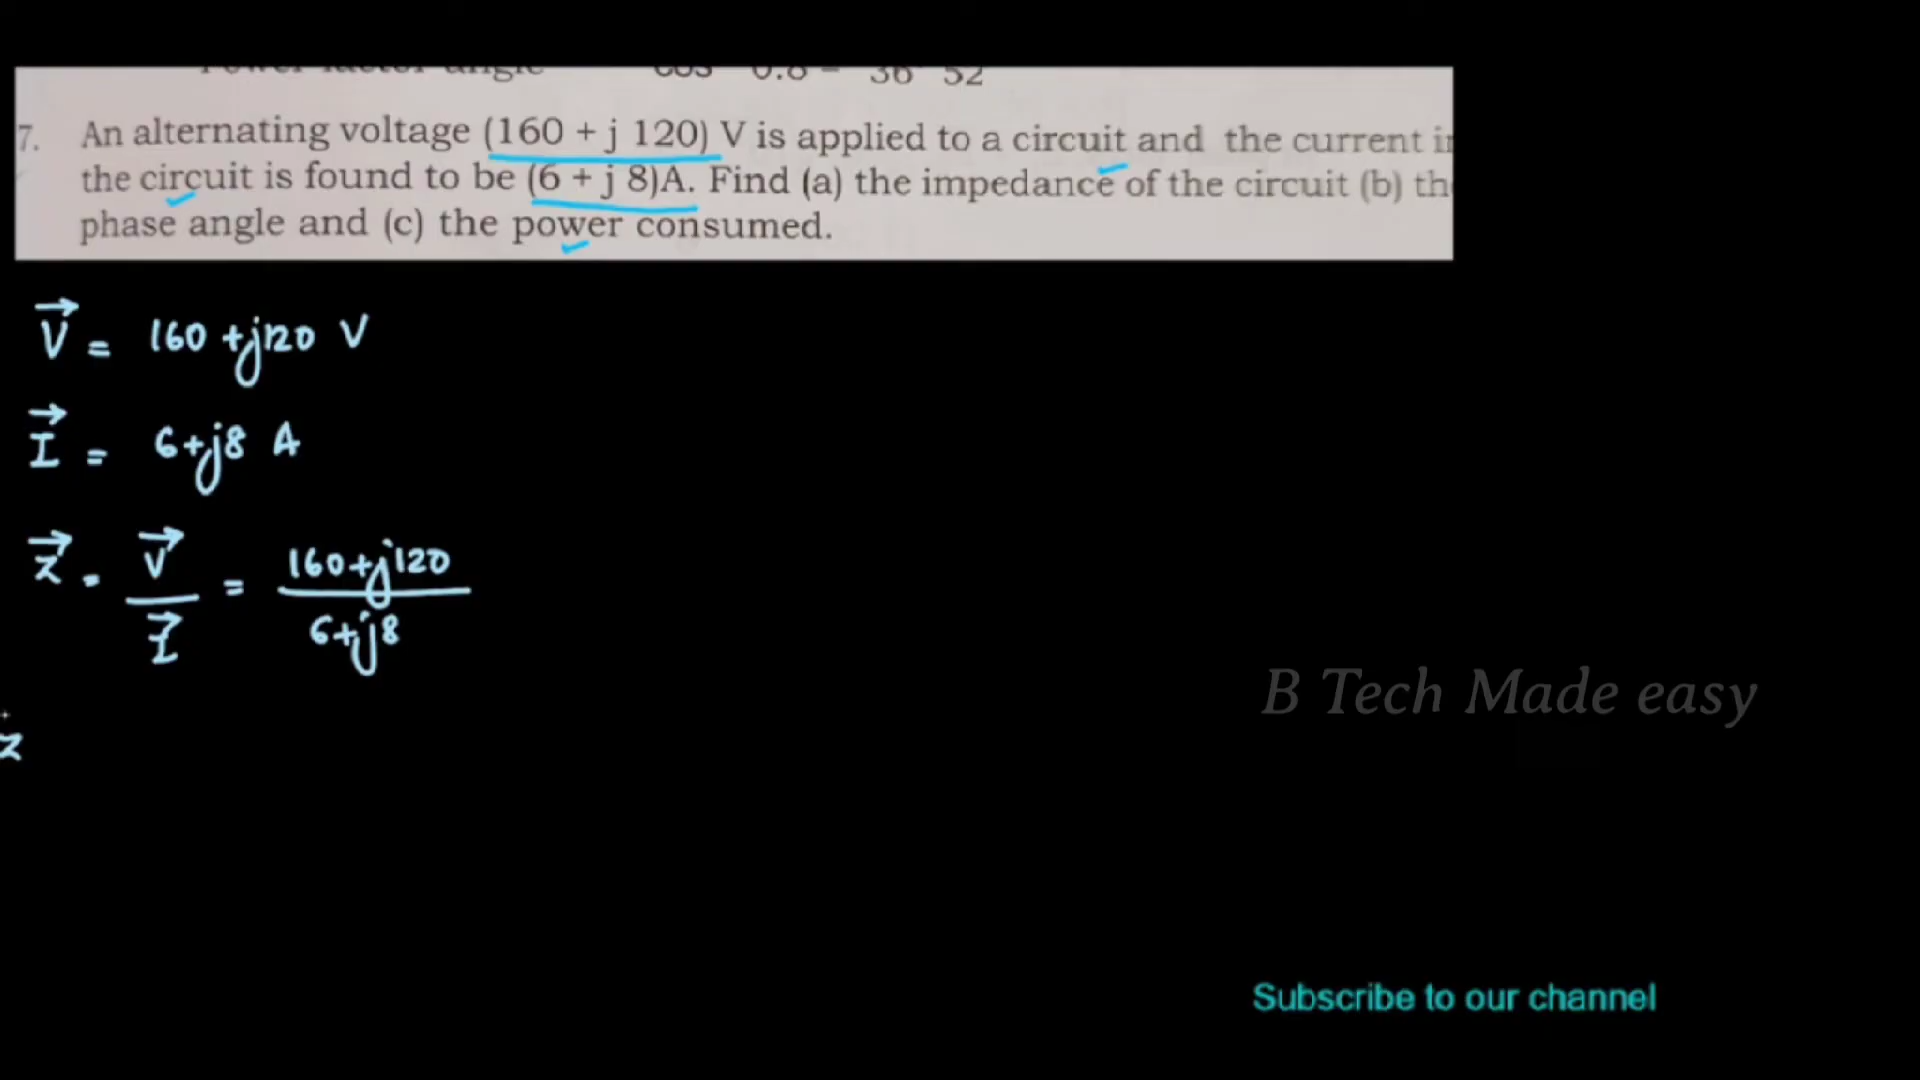 36 52
7. An alternating voltage (160 + j 120) V is applied to a circuit and the current i
the circuit is found to be (6 + j 8)A. Find (a) the impedance of the circuit (b) th
phase angle and (c) the power consumed.
V = 160 + j120 V
I = 6+j8 A
Z = V / I = 160+j120 / 6+j8
Z
B Tech Made easy
Subscribe to our channel